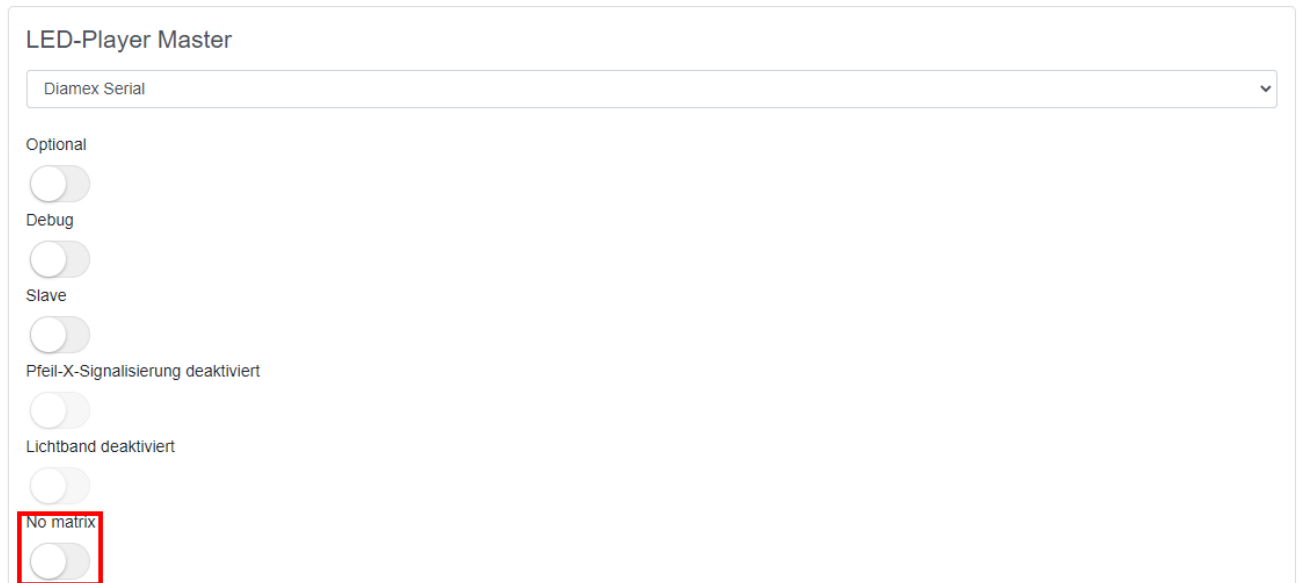 LED-Player Master
Diamex Serial
Optional
Debug
Slave
Pfeil-X-Signalisierung deaktiviert
Lichtband deaktiviert
No matrix